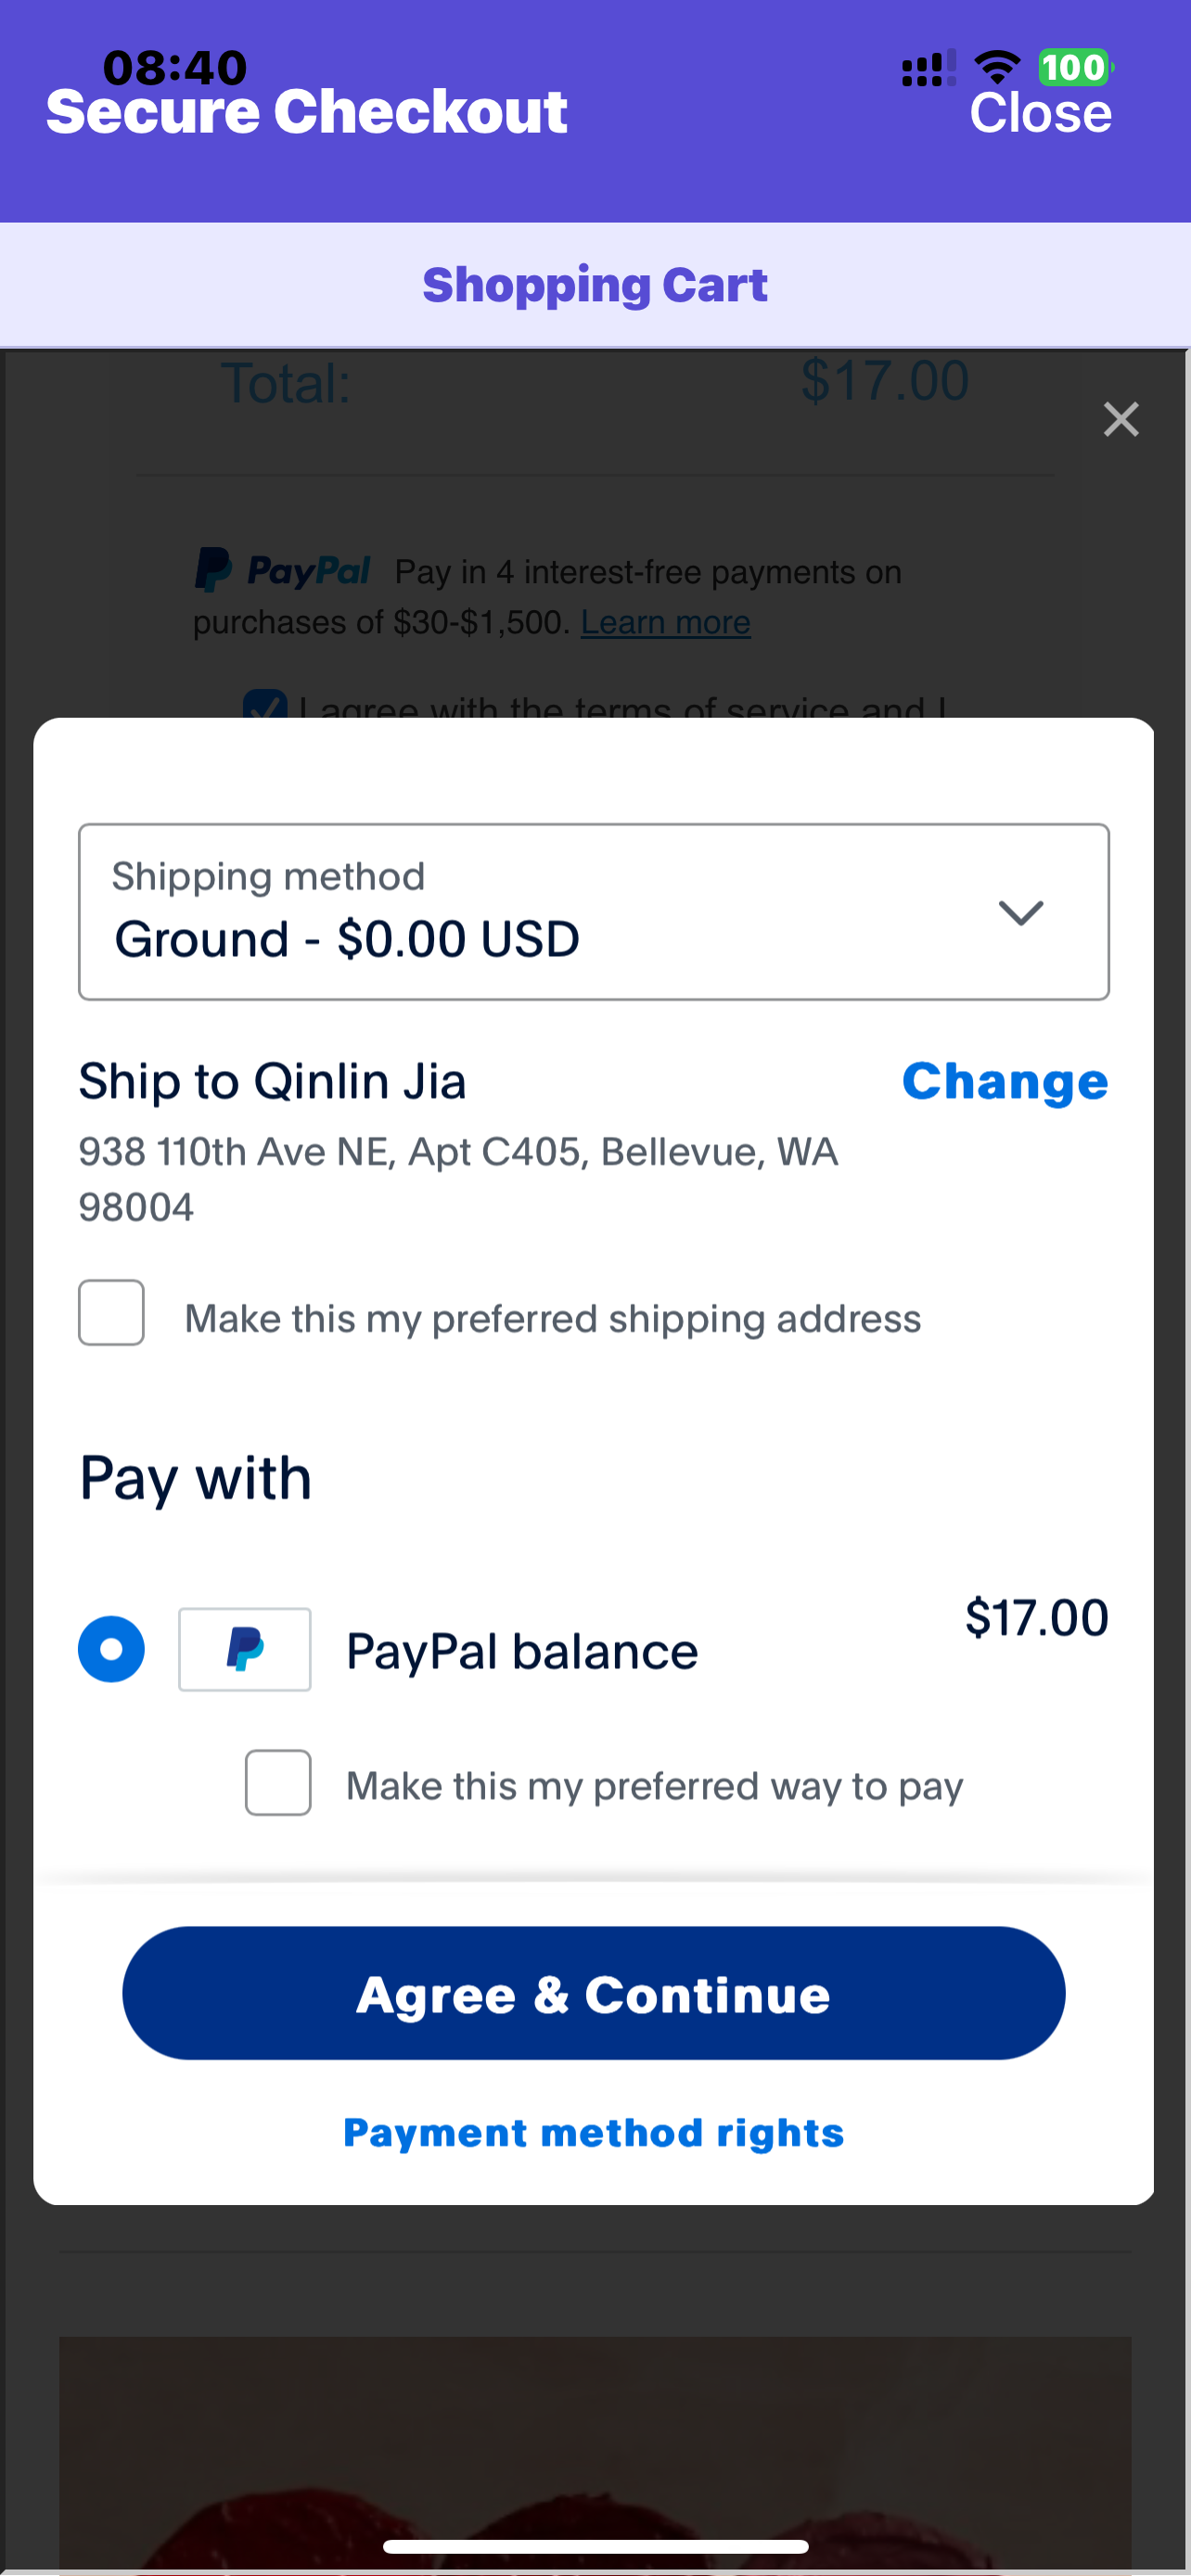 08:40
100
Secure Checkout
Close
Shopping Cart
Total: $17.00
PayPal Pay in 4 interest-free payments on
purchases of $30-$1,500. Learn more
I agree with the terms of service and I
Shipping method
Ground - $0.00 USD
Ship to Qinlin Jia
Change
938 110th Ave NE, Apt C405, Bellevue, WA
98004
Make this my preferred shipping address
Pay with
PayPal balance
$17.00
Make this my preferred way to pay
Agree & Continue
Payment method rights